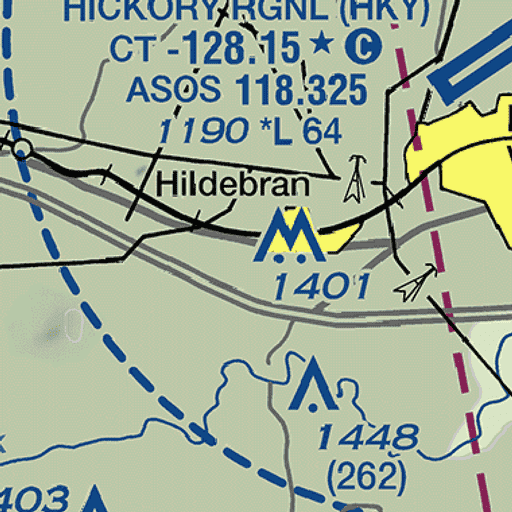 HICKORY RGNL (HKY)
CT - 128.15 ★ C
ASOS 118.325
1190 *L 64
Hildebran
1401
1448
(262)
403